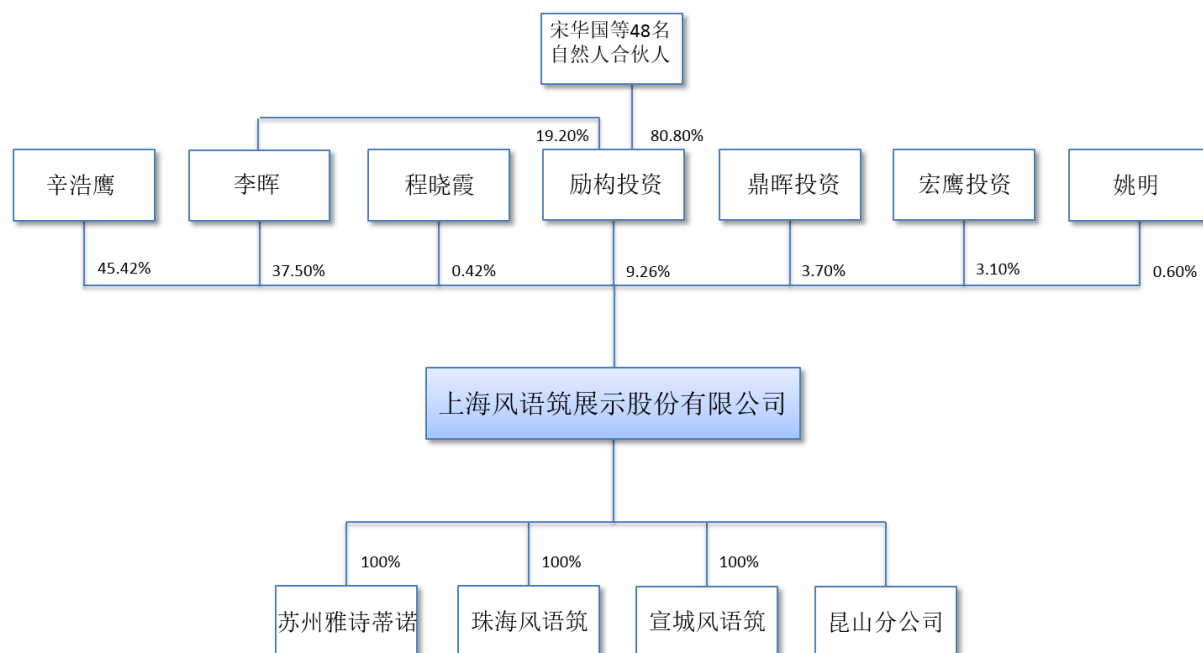 宋华国等48名
自然人合伙人
19.20%
80.80%
辛浩鹰
李晖
程晓霞
励构投资
鼎晖投资
宏鹰投资
姚明
45.42%
37.50%
0.42%
9.26%
3.70%
3.10%
0.60%
上海风语筑展示股份有限公司
100%
100%
100%
苏州雅诗蒂诺
珠海风语筑
宣城风语筑
昆山分公司